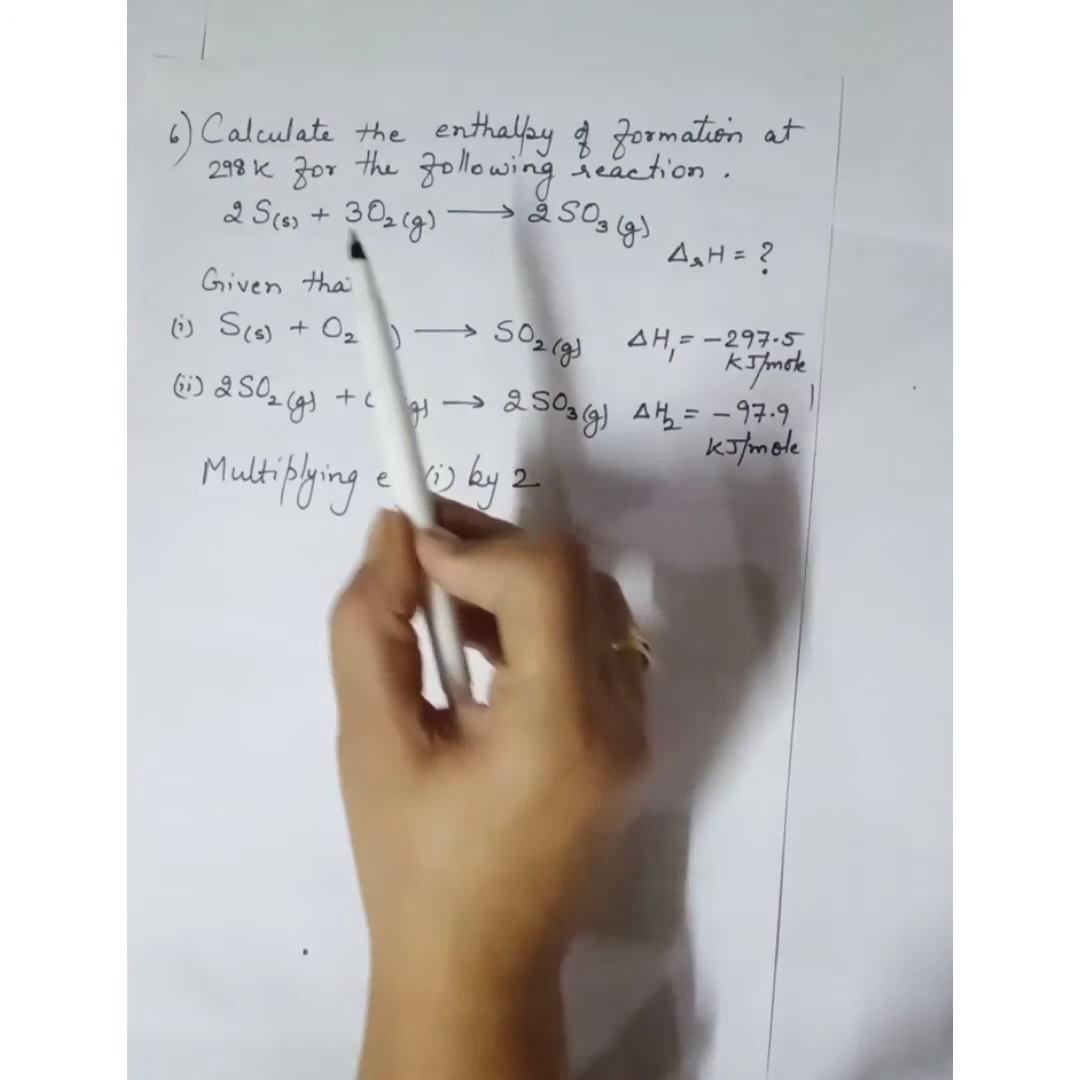 6) Calculate the enthalpy of formation at
298K for the following reaction.
2 S(s) + 3O₂(g) ⟶ 2SO₃(g)
ΔᵣH = ?
Given tha
(i) S(s) + O₂ ) ⟶ SO₂(g) ΔH₁ = -297.5
KJ/mole
(ii) 2SO₂(g) + g) ⟶ 2SO₃(g) ΔH₂ = -97.9
KJ/mole
Multiplying e (i) by 2